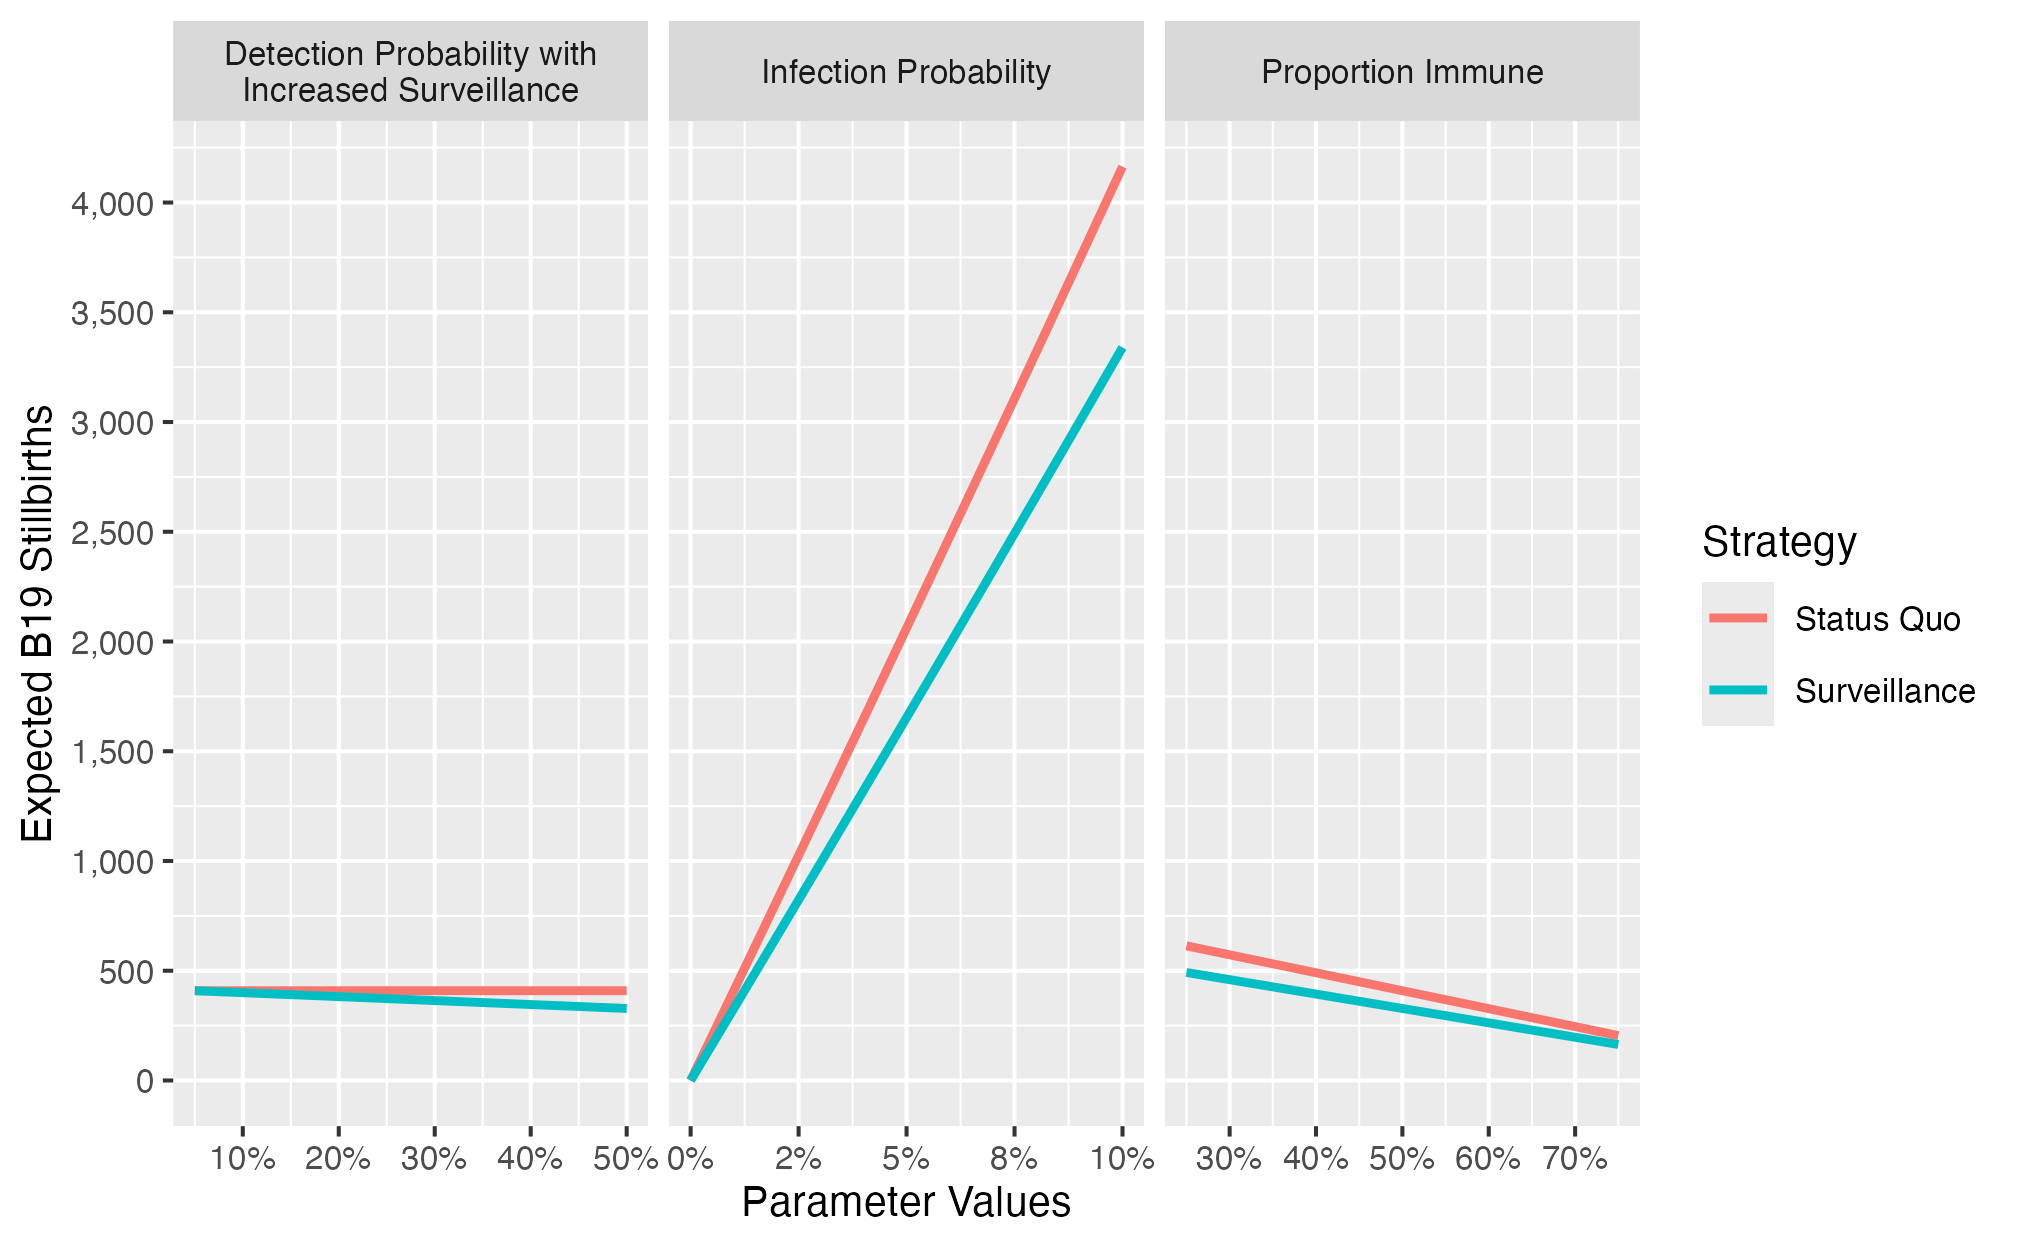 Detection Probability with
Increased Surveillance
Infection Probability
Proportion Immune
Expected B19 Stillbirths
4,000
3,500
3,000
2,500
2,000
1,500
1,000
500
0
10% 20% 30% 40% 50%
0% 2% 5% 8% 10%
30% 40% 50% 60% 70%
Parameter Values
Strategy
Status Quo
Surveillance